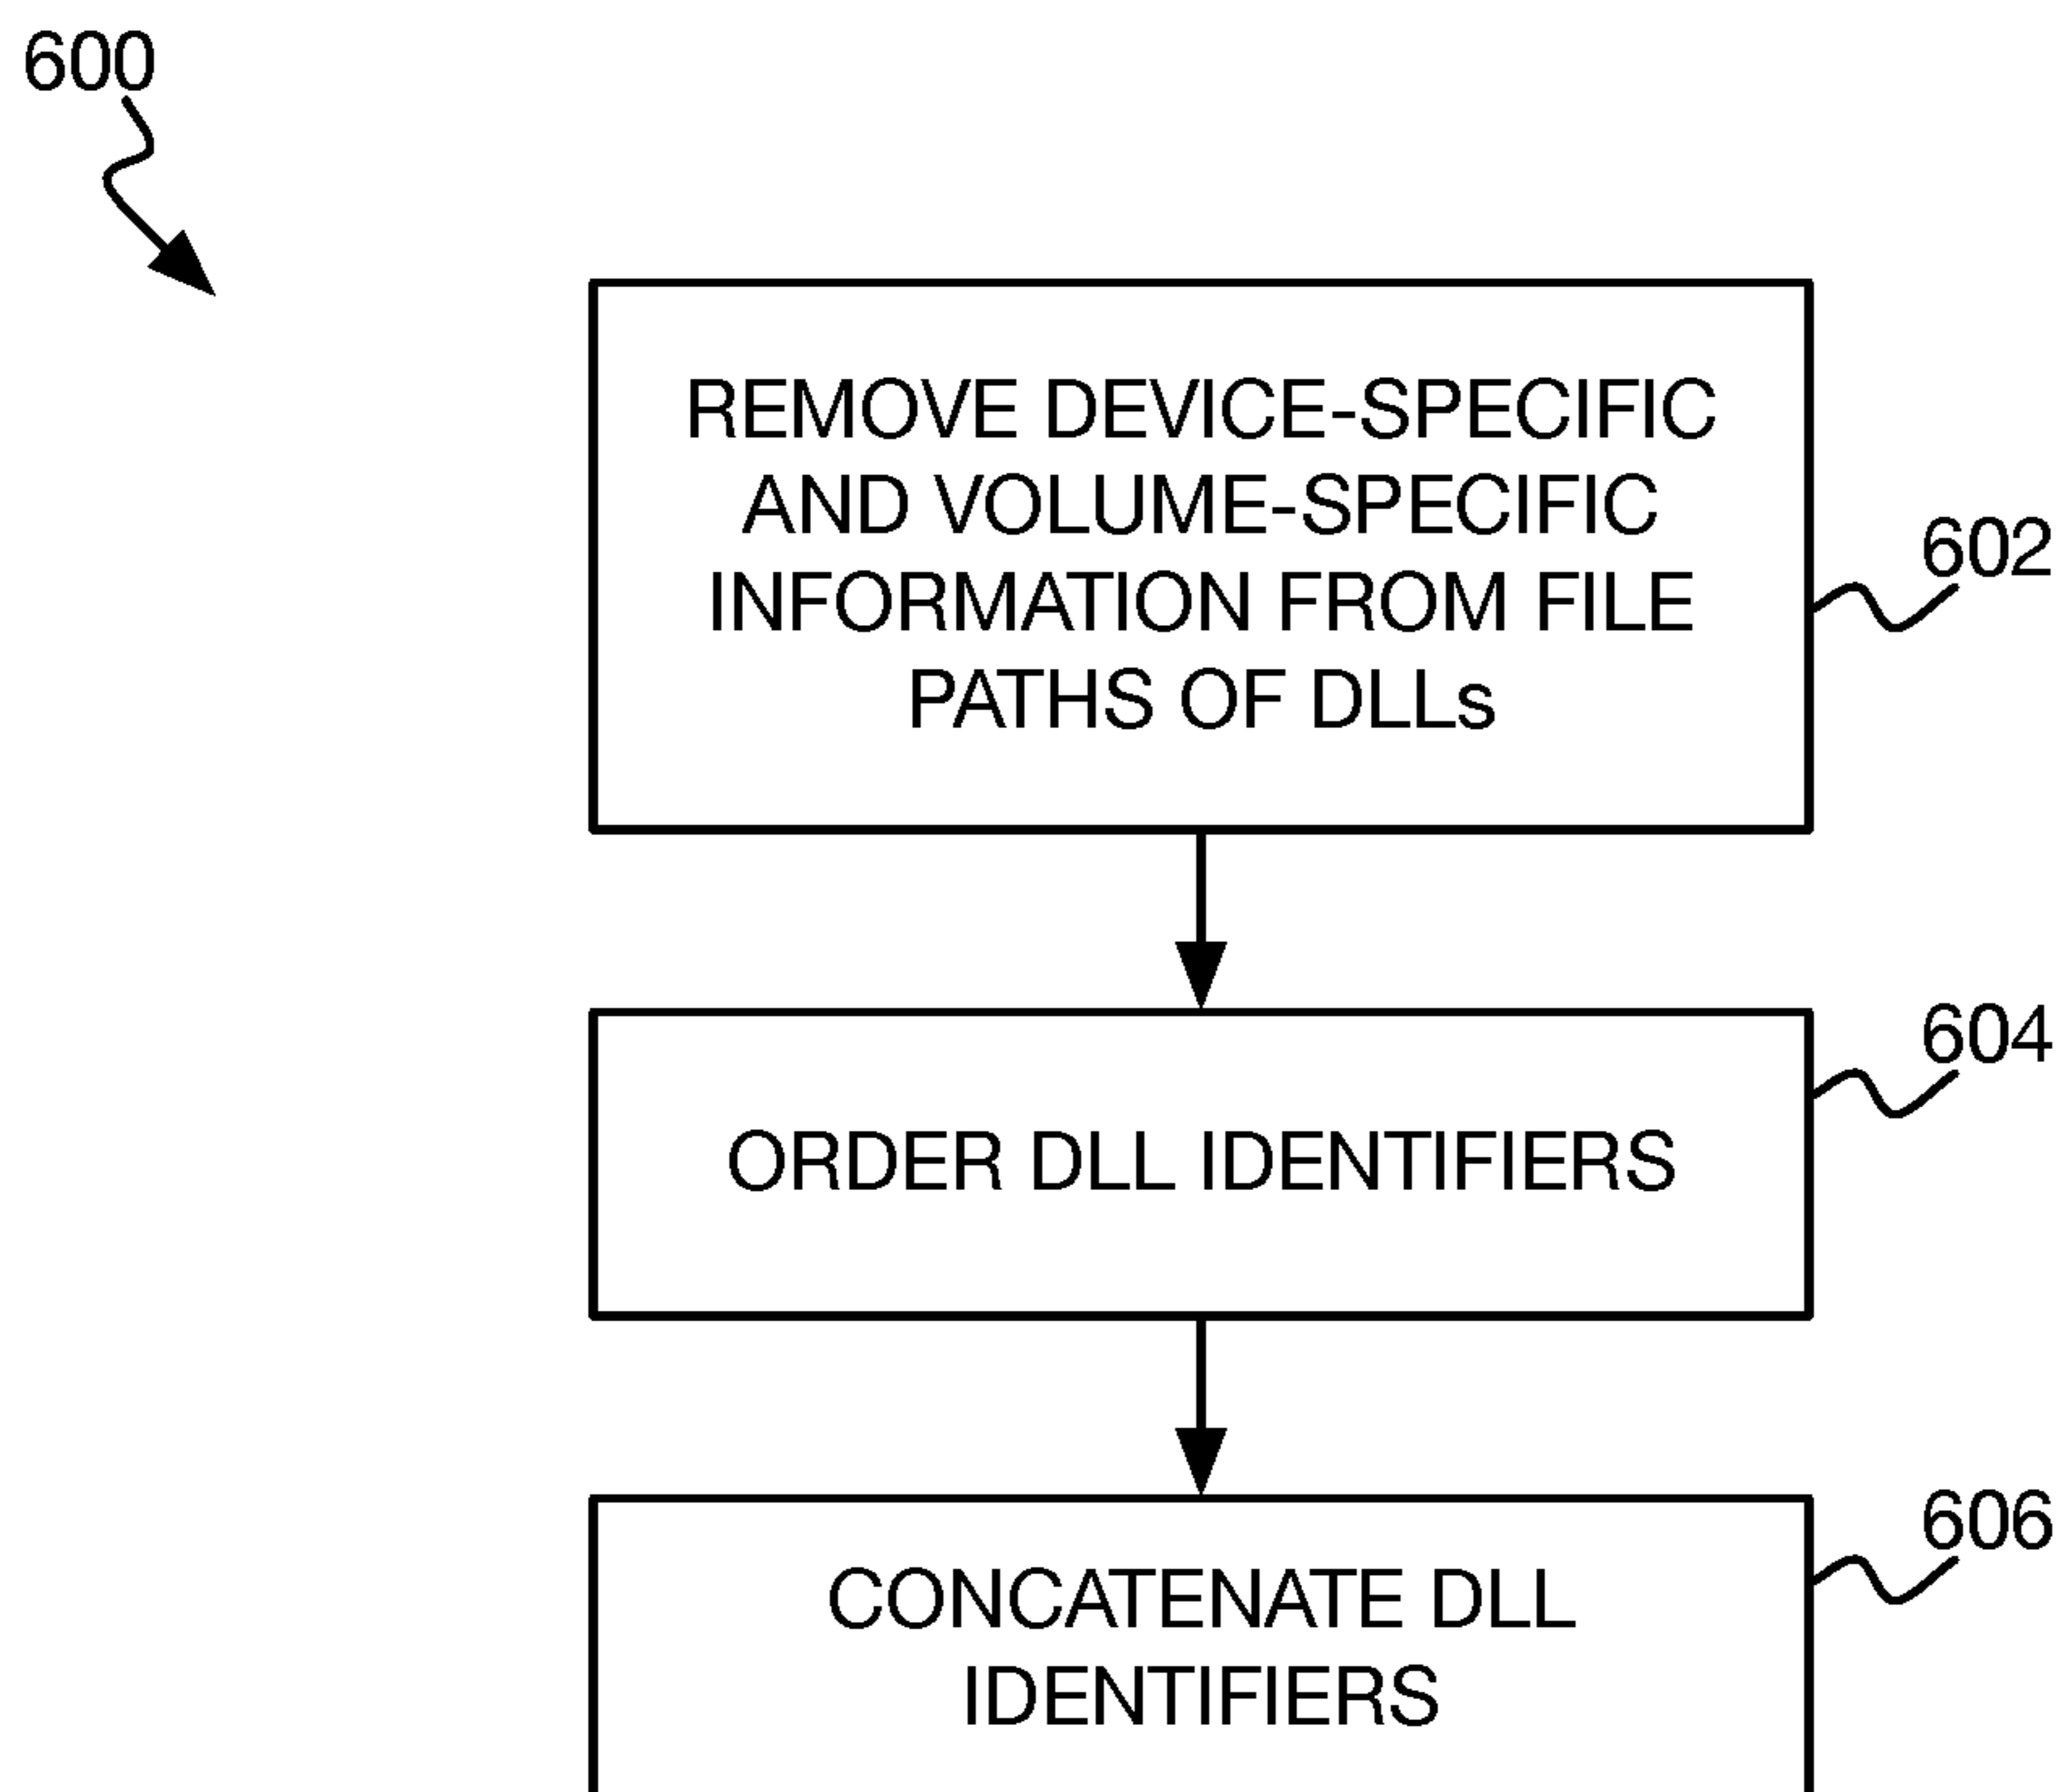 600
REMOVE DEVICE-SPECIFIC
AND VOLUME-SPECIFIC
INFORMATION FROM FILE
PATHS OF DLLs
602
ORDER DLL IDENTIFIERS
604
CONCATENATE DLL
IDENTIFIERS
606